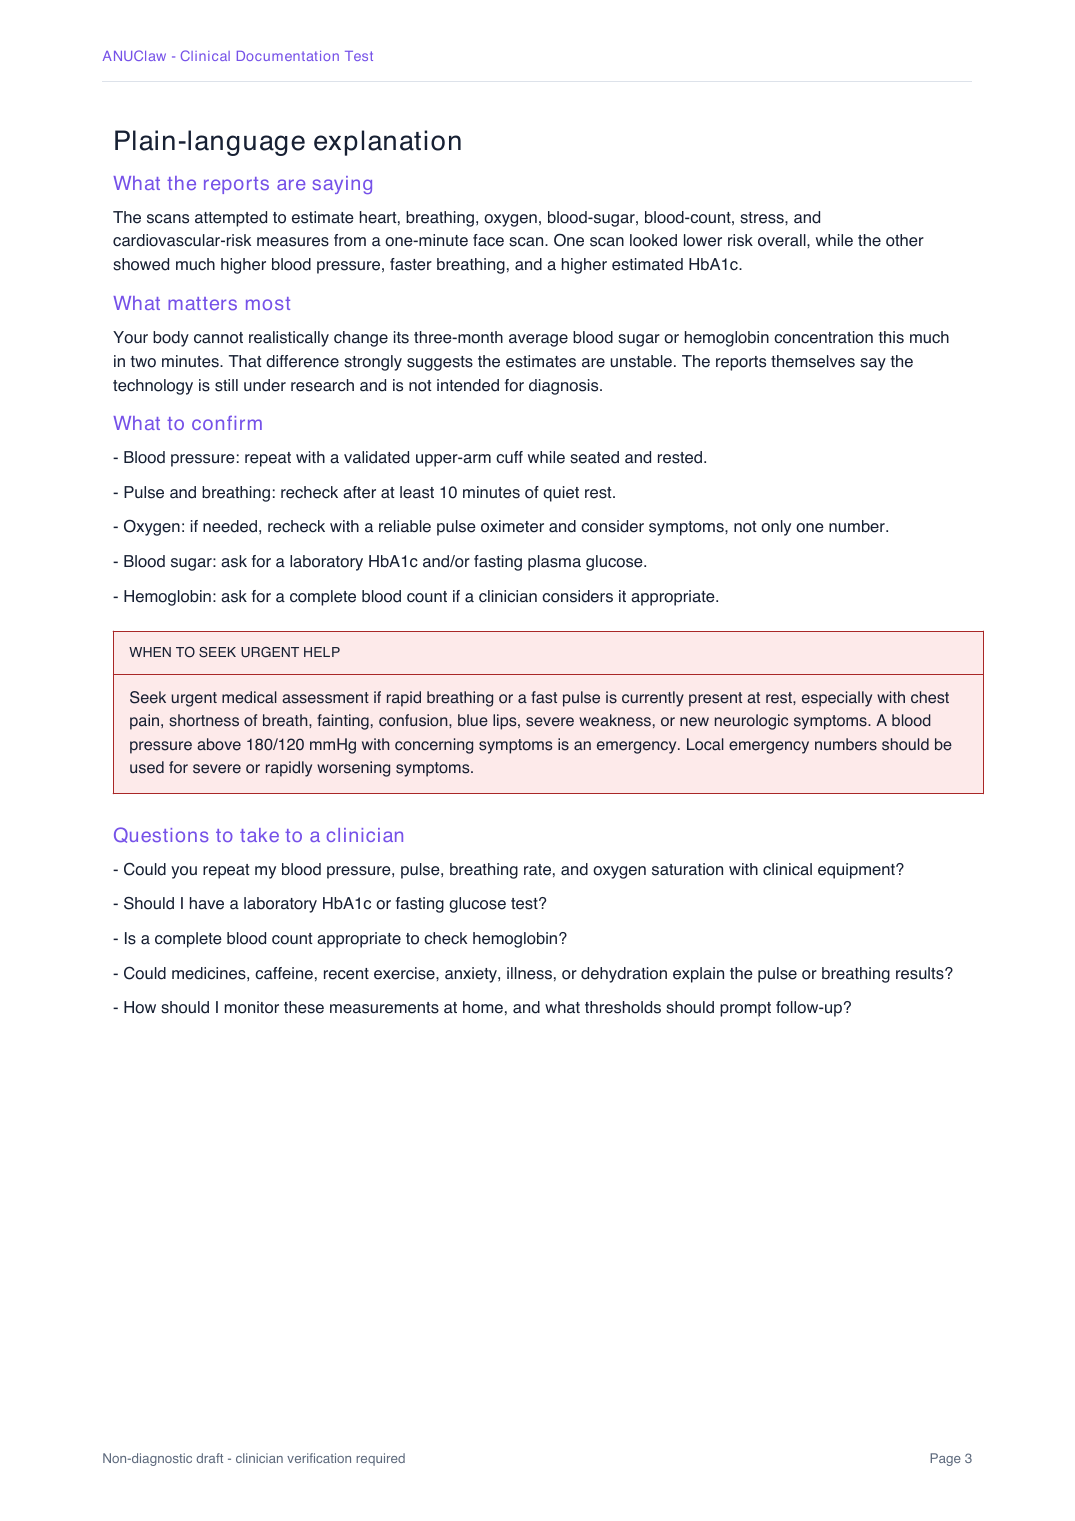 ANUClaw - Clinical Documentation Test
Plain-language explanation
What the reports are saying
The scans attempted to estimate heart, breathing, oxygen, blood-sugar, blood-count, stress, and
cardiovascular-risk measures from a one-minute face scan. One scan looked lower risk overall, while the other
showed much higher blood pressure, faster breathing, and a higher estimated HbA1c.
What matters most
Your body cannot realistically change its three-month average blood sugar or hemoglobin concentration this much
in two minutes. That difference strongly suggests the estimates are unstable. The reports themselves say the
technology is still under research and is not intended for diagnosis.
What to confirm
- Blood pressure: repeat with a validated upper-arm cuff while seated and rested.
- Pulse and breathing: recheck after at least 10 minutes of quiet rest.
- Oxygen: if needed, recheck with a reliable pulse oximeter and consider symptoms, not only one number.
- Blood sugar: ask for a laboratory HbA1c and/or fasting plasma glucose.
- Hemoglobin: ask for a complete blood count if a clinician considers it appropriate.
WHEN TO SEEK URGENT HELP
Seek urgent medical assessment if rapid breathing or a fast pulse is currently present at rest, especially with chest
pain, shortness of breath, fainting, confusion, blue lips, severe weakness, or new neurologic symptoms. A blood
pressure above 180/120 mmHg with concerning symptoms is an emergency. Local emergency numbers should be
used for severe or rapidly worsening symptoms.
Questions to take to a clinician
- Could you repeat my blood pressure, pulse, breathing rate, and oxygen saturation with clinical equipment?
- Should I have a laboratory HbA1c or fasting glucose test?
- Is a complete blood count appropriate to check hemoglobin?
- Could medicines, caffeine, recent exercise, anxiety, illness, or dehydration explain the pulse or breathing results?
- How should I monitor these measurements at home, and what thresholds should prompt follow-up?
Non-diagnostic draft - clinician verification required
Page 3